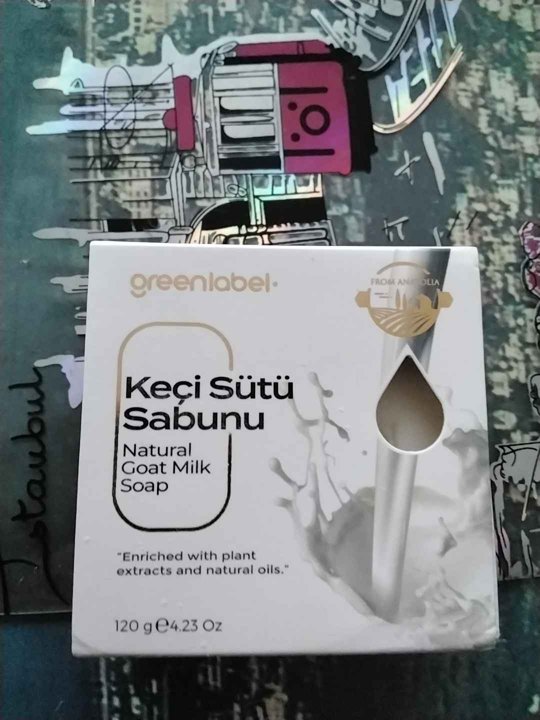 greenlabel.
FROM ANATOLIA
Keçi Sütü
Sabunu
Natural
Goat Milk
Soap
"Enriched with plant
extracts and natural oils."
120 g ℮ 4.23 Oz
Istanbul